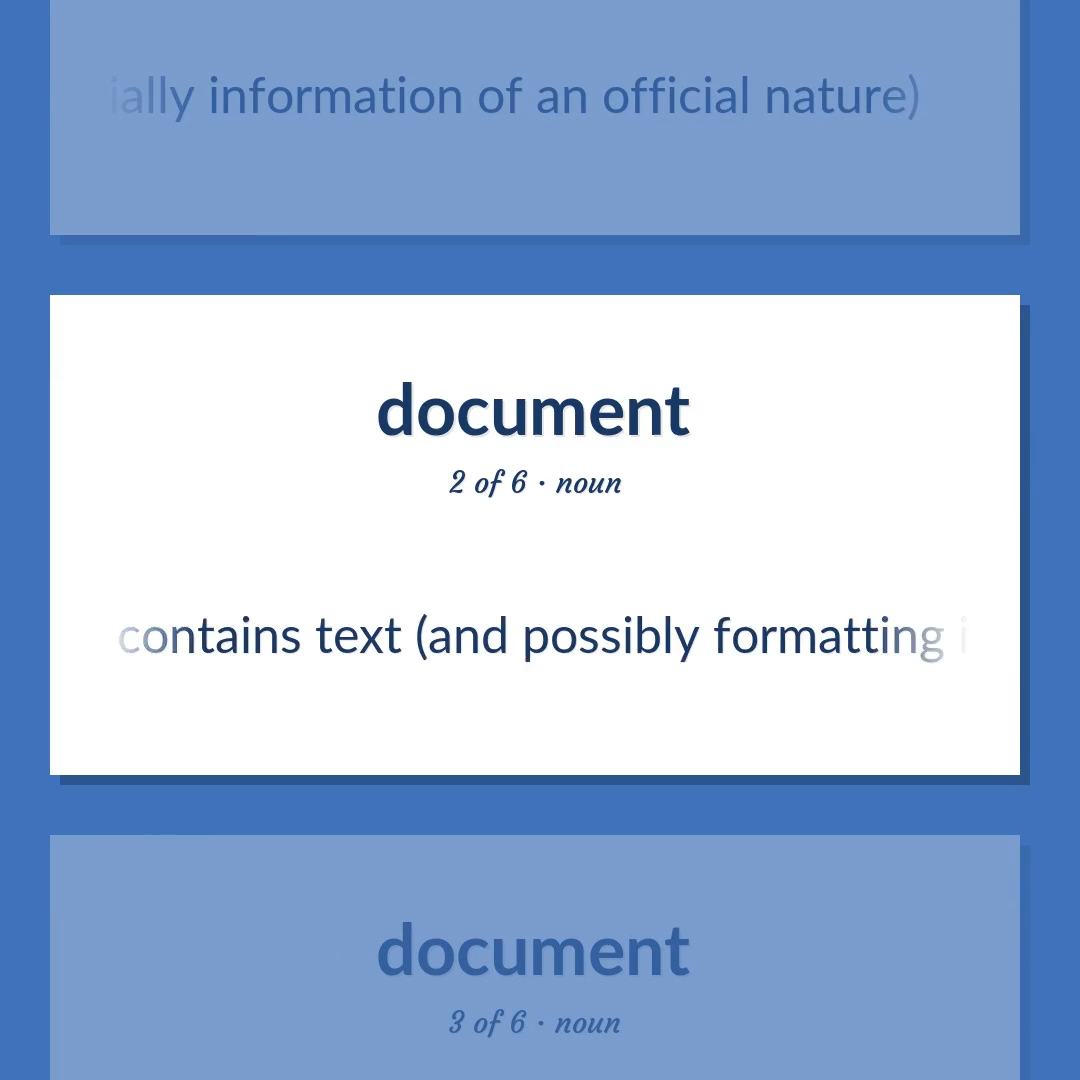 ially information of an official nature)
document
2 of 6 · noun
contains text (and possibly formatting i
document
3 of 6 · noun